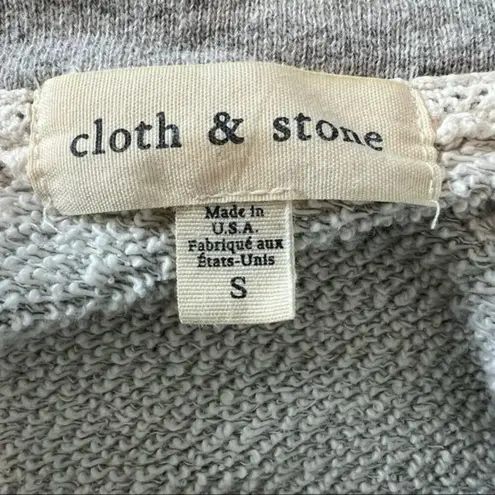 cloth & stone
Made in
U.S.A.
Fabriqué aux
États-Unis
S